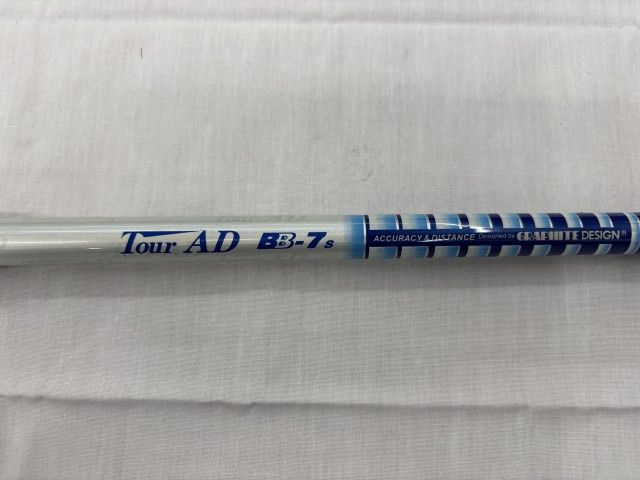 Tour AD BB-7s ACCURACY & DISTANCE Designed by GRAPHITE DESIGN®